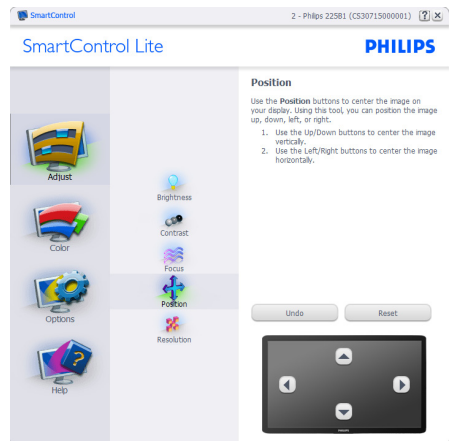 SmartControl
2 - Philips 225B1 (CS30715000001)
?
SmartControl Lite
PHILIPS
Adjust
Color
Options
Help
Brightness
Contrast
Focus
Position
Resolution
Position
Use the Position buttons to center the image on
your display. Using this tool, you can position the image
up, down, left, or right.
1. Use the Up/Down buttons to center the image
vertically.
2. Use the Left/Right buttons to center the image
horizontally.
Undo
Reset
PHILIPS